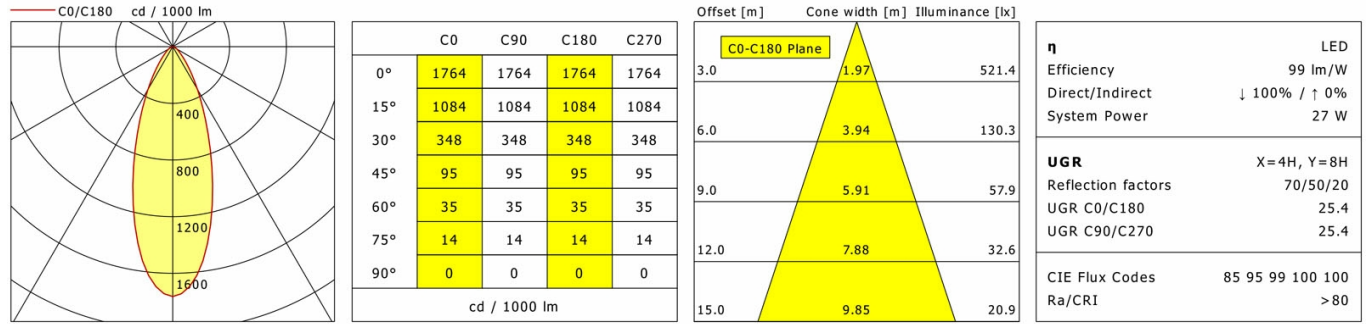 C0/C180 cd / 1000 lm
400
800
1200
1600
C0 C90 C180 C270
0° 1764 1764 1764 1764
15° 1084 1084 1084 1084
30° 348 348 348 348
45° 95 95 95 95
60° 35 35 35 35
75° 14 14 14 14
90° 0 0 0 0
cd / 1000 lm
Offset [m] Cone width [m] Illuminance [lx]
C0-C180 Plane
3.0 1.97 521.4
6.0 3.94 130.3
9.0 5.91 57.9
12.0 7.88 32.6
15.0 9.85 20.9
η LED
Efficiency 99 lm/W
Direct/Indirect ↓ 100% / ↑ 0%
System Power 27 W
UGR X=4H, Y=8H
Reflection factors 70/50/20
UGR C0/C180 25.4
UGR C90/C270 25.4
CIE Flux Codes 85 95 99 100 100
Ra/CRI >80